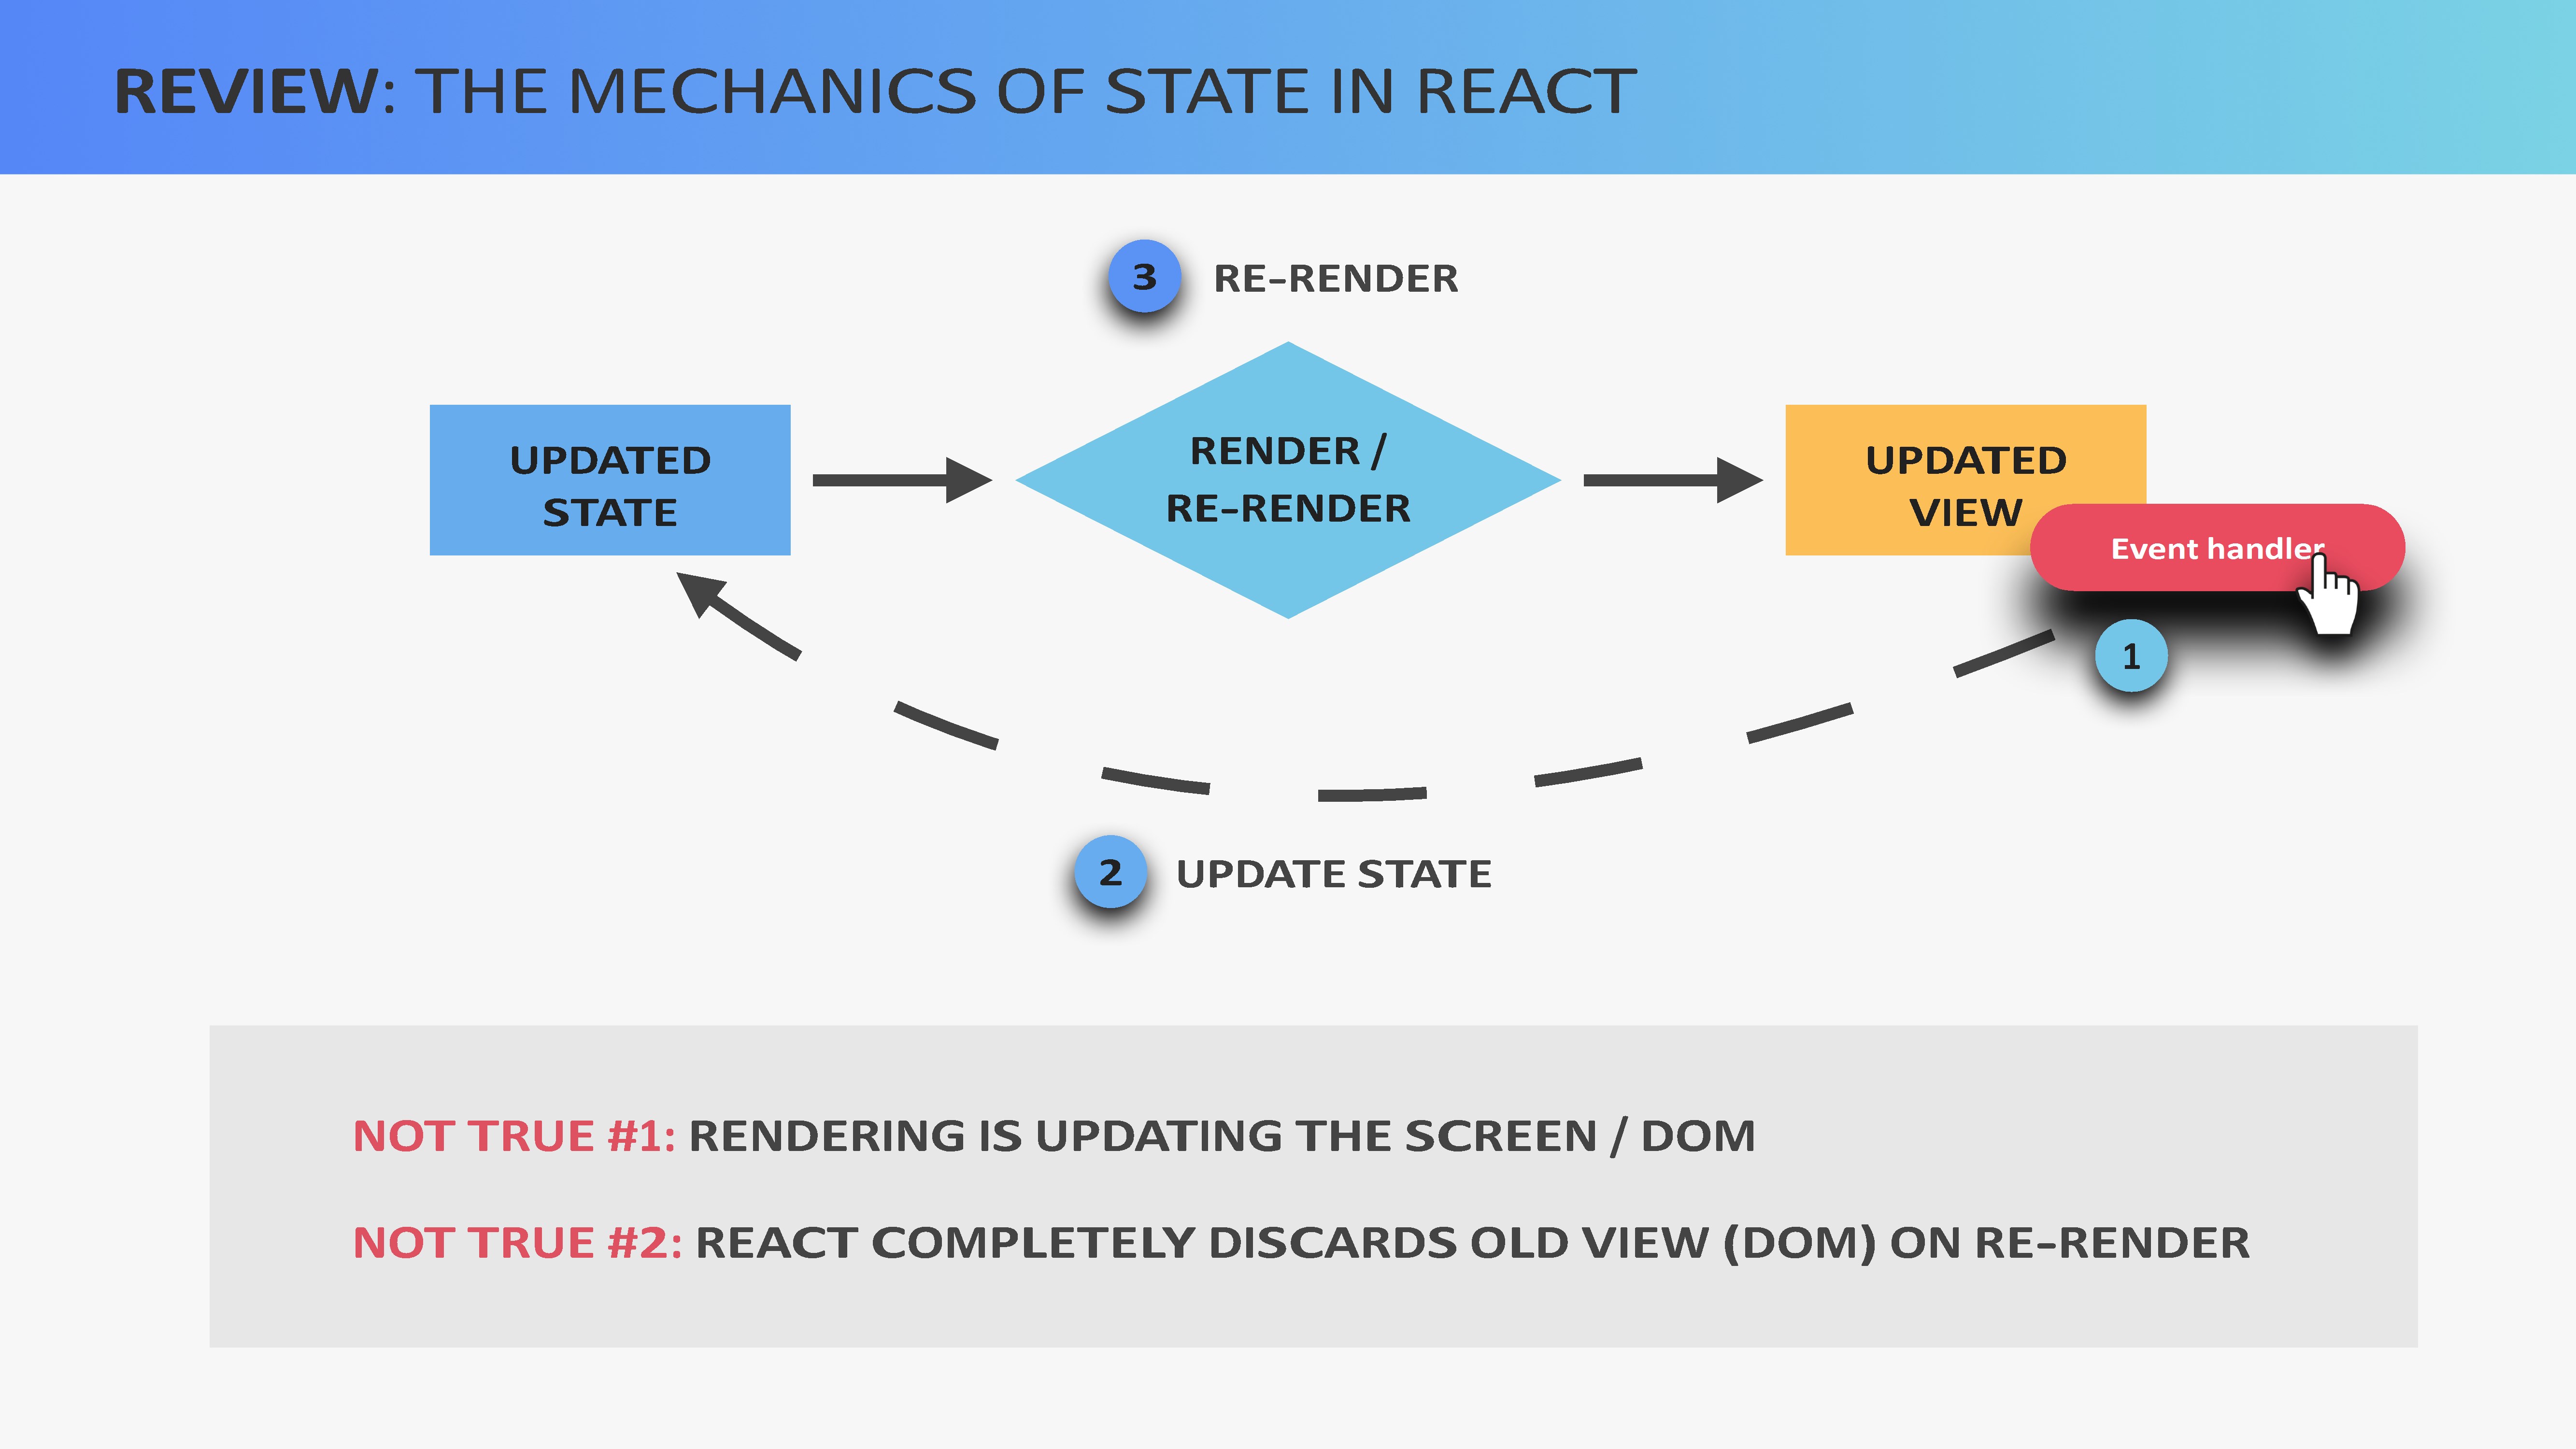 REVIEW: THE MECHANICS OF STATE IN REACT
3 RE-RENDER
UPDATED
STATE
RENDER /
RE-RENDER
UPDATED
VIEW
Event handler
1
2 UPDATE STATE
NOT TRUE #1: RENDERING IS UPDATING THE SCREEN / DOM
NOT TRUE #2: REACT COMPLETELY DISCARDS OLD VIEW (DOM) ON RE-RENDER